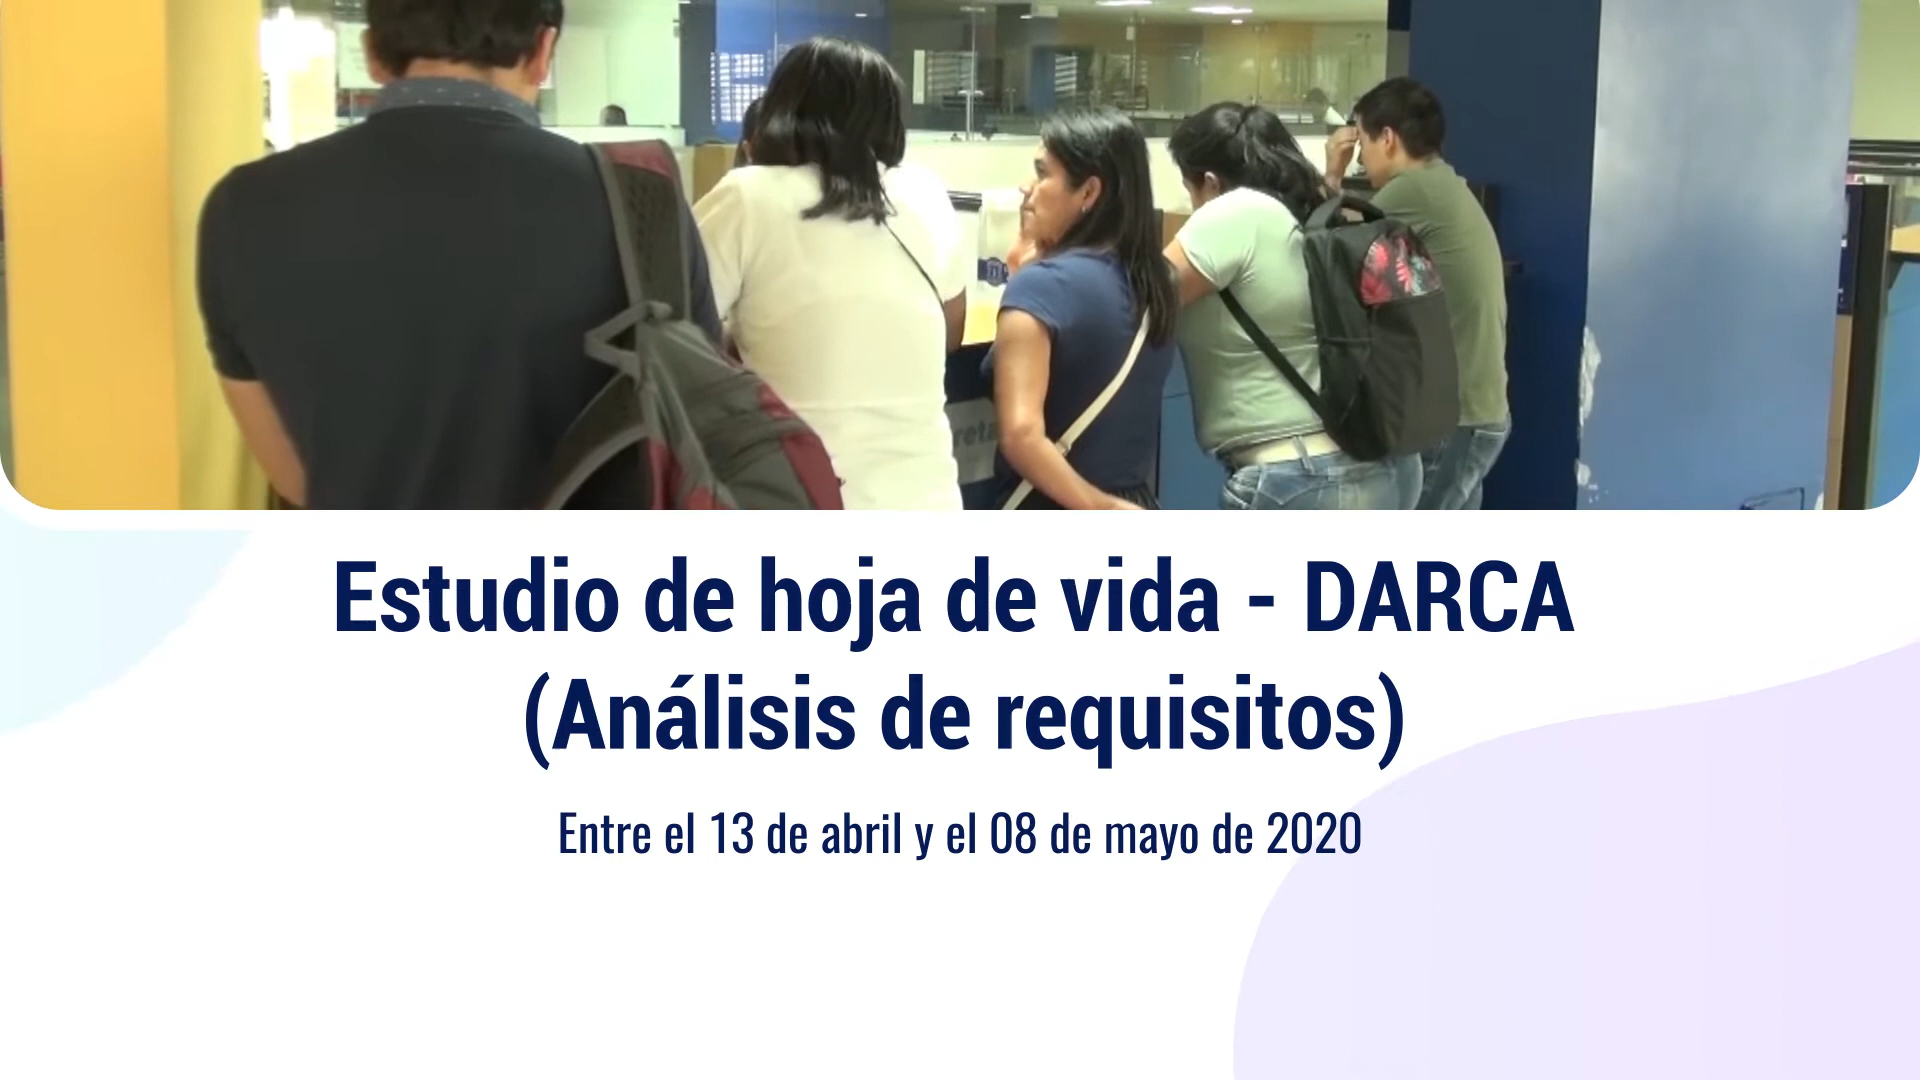 Estudio de hoja de vida - DARCA
(Análisis de requisitos)
Entre el 13 de abril y el 08 de mayo de 2020